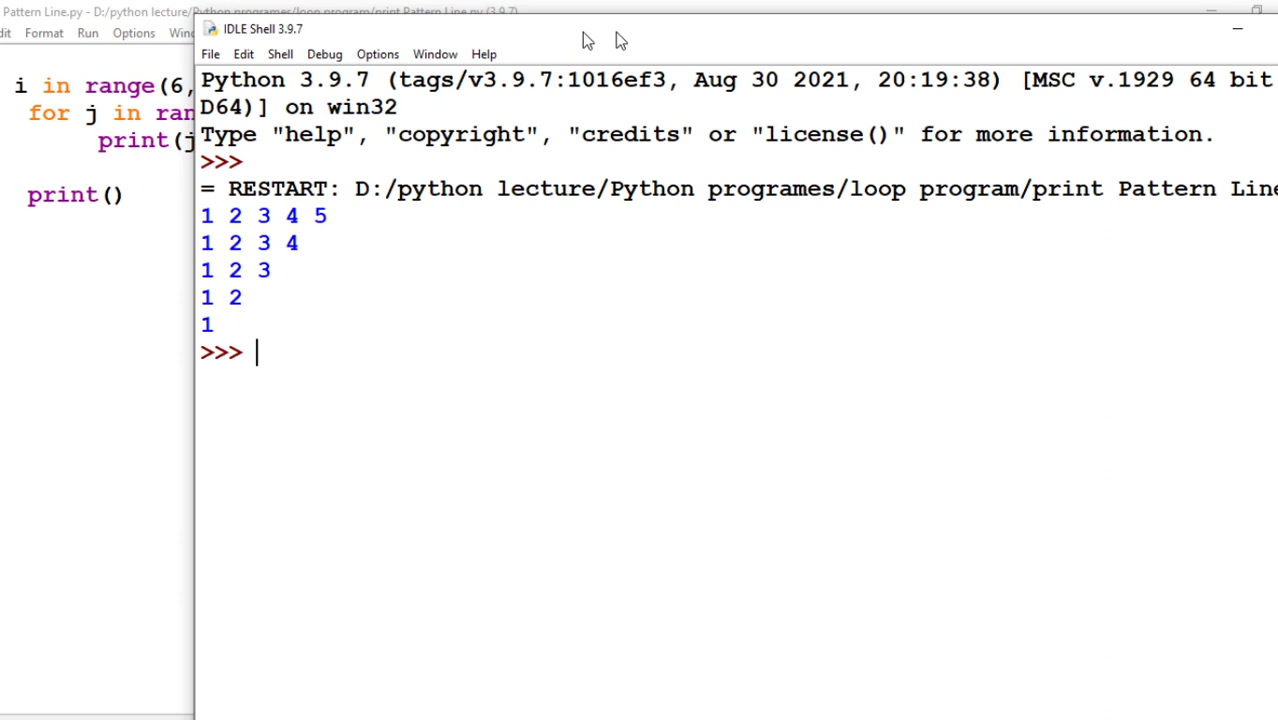 Pattern Line.py - D:/python lecture/Python programes/loop program/print Pattern Line.py (3.9.7)
dit Format Run Options Wind
i in range(6,
for j in ran
print(j
print()
IDLE Shell 3.9.7
File Edit Shell Debug Options Window Help
Python 3.9.7 (tags/v3.9.7:1016ef3, Aug 30 2021, 20:19:38) [MSC v.1929 64 bit
D64)] on win32
Type "help", "copyright", "credits" or "license()" for more information.
>>>
= RESTART: D:/python lecture/Python programes/loop program/print Pattern Line
1 2 3 4 5
1 2 3 4
1 2 3
1 2
1
>>>